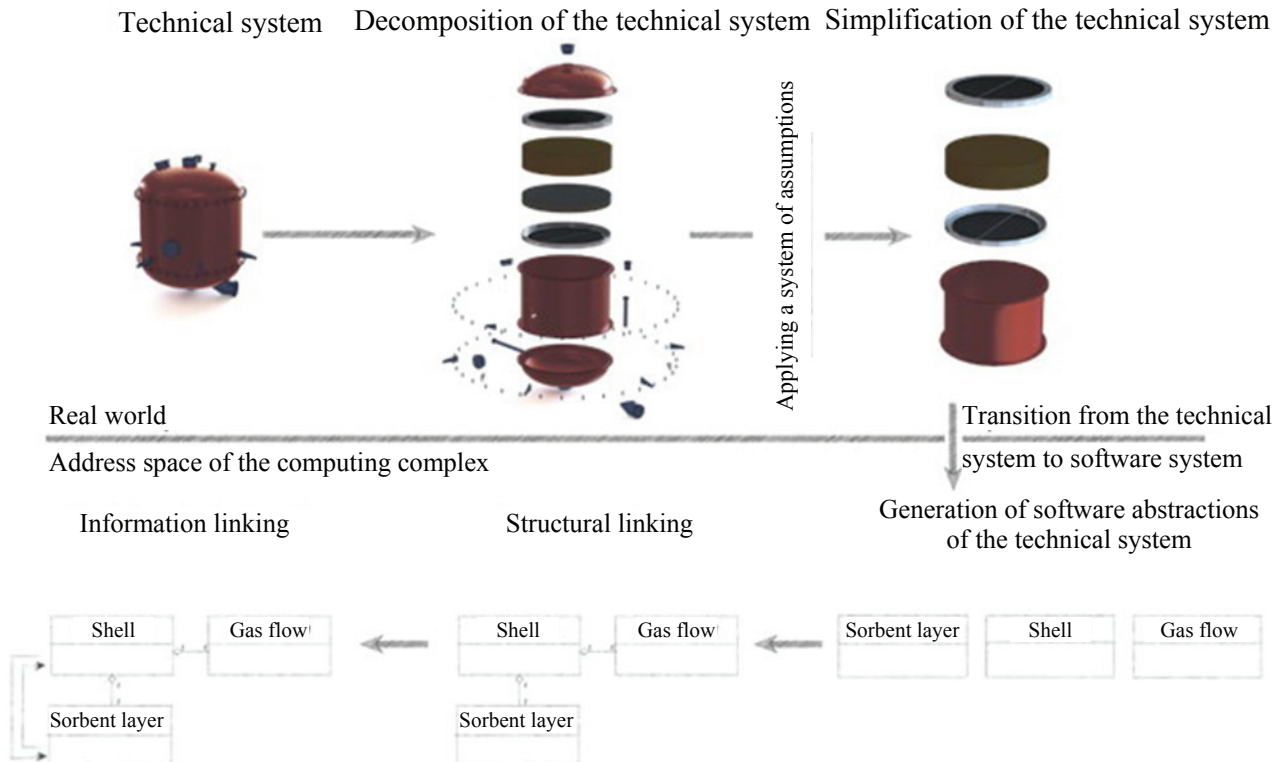 Technical system
Decomposition of the technical system
Simplification of the technical system
Applying a system of assumptions
Real world
Transition from the technical
Address space of the computing complex
system to software system
Information linking
Structural linking
Generation of software abstractions
of the technical system
Shell
Gas flow
Shell
Gas flow
Sorbent layer
Shell
Gas flow
Sorbent layer
Sorbent layer